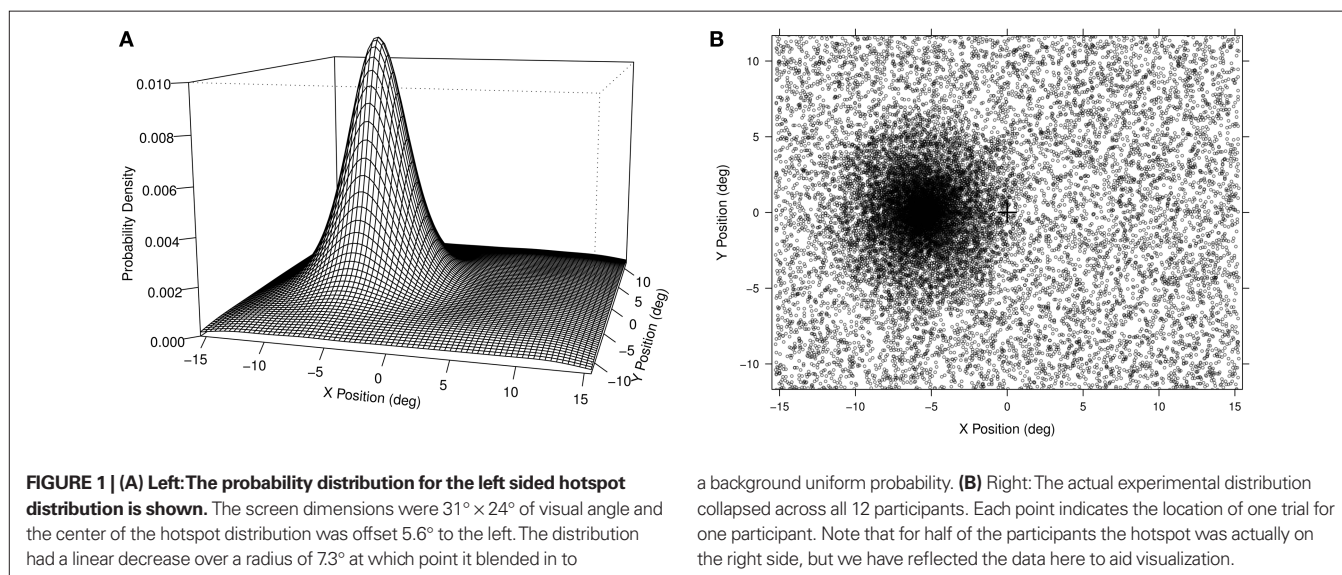 A
0.010
0.008
0.006
0.004
0.002
0.000
Probability Density
−15
−10
−5
0
5
10
15
X Position (deg)
10
5
0
−5
−10
Y Position (deg)
B
10
5
0
−5
−10
Y Position (deg)
−15
−10
−5
0
5
10
15
X Position (deg)
FIGURE 1 | (A) Left: The probability distribution for the left sided hotspot
distribution is shown. The screen dimensions were 31° × 24° of visual angle and
the center of the hotspot distribution was offset 5.6° to the left. The distribution
had a linear decrease over a radius of 7.3° at which point it blended in to
a background uniform probability. (B) Right: The actual experimental distribution
collapsed across all 12 participants. Each point indicates the location of one trial for
one participant. Note that for half of the participants the hotspot was actually on
the right side, but we have reflected the data here to aid visualization.